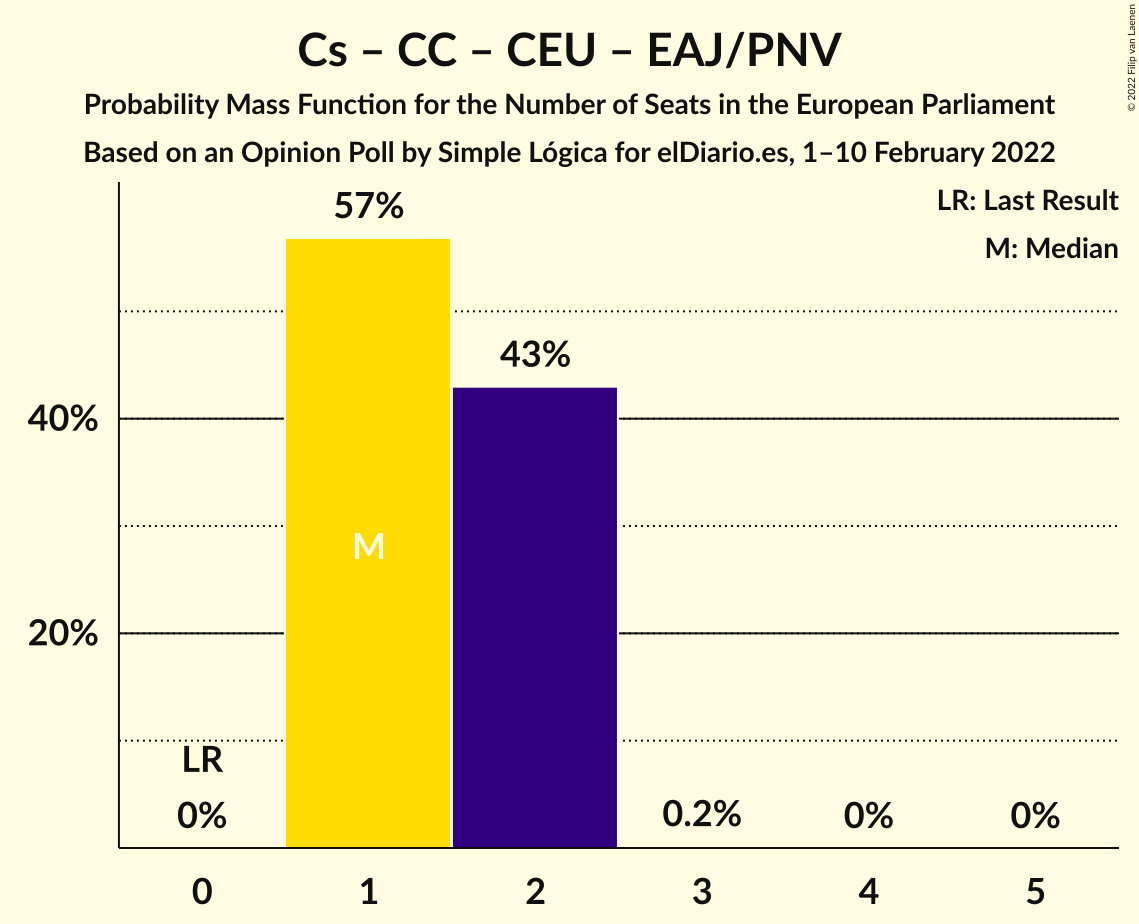 Cs – CC – CEU – EAJ/PNV
Probability Mass Function for the Number of Seats in the European Parliament
Based on an Opinion Poll by Simple Lógica for elDiario.es, 1–10 February 2022
© 2022 Filip van Laenen
LR: Last Result
M: Median
57%
43%
40%
M
20%
LR
0%
0.2%
0%
0%
0 1 2 3 4 5